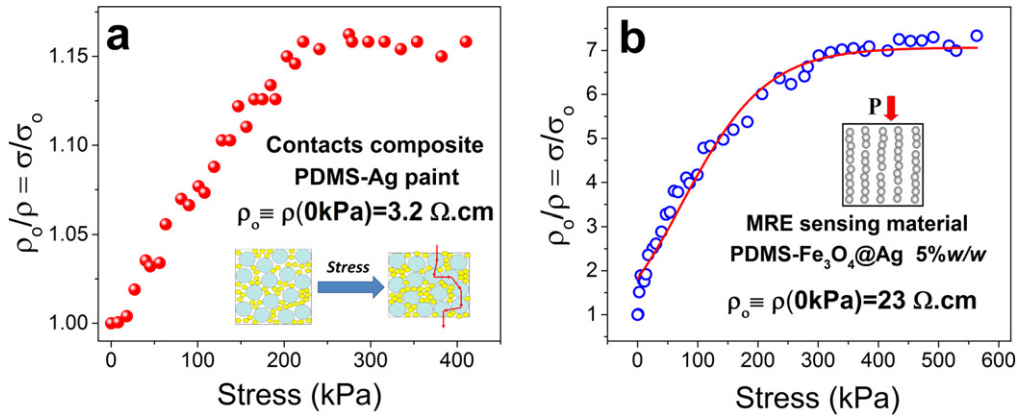 a
1.15
1.10
1.05
1.00
ρₒ/ρ = σ/σₒ
Contacts composite
PDMS-Ag paint
ρₒ≡ ρ(0kPa)=3.2 Ω.cm
Stress
0
100
200
300
400
Stress (kPa)
b
7
6
5
4
3
2
1
0
ρₒ/ρ = σ/σₒ
P
MRE sensing material
PDMS-Fe₃O₄@Ag 5%w/w
ρₒ≡ ρ(0kPa)=23 Ω.cm
0
100
200
300
400
500
600
Stress (kPa)